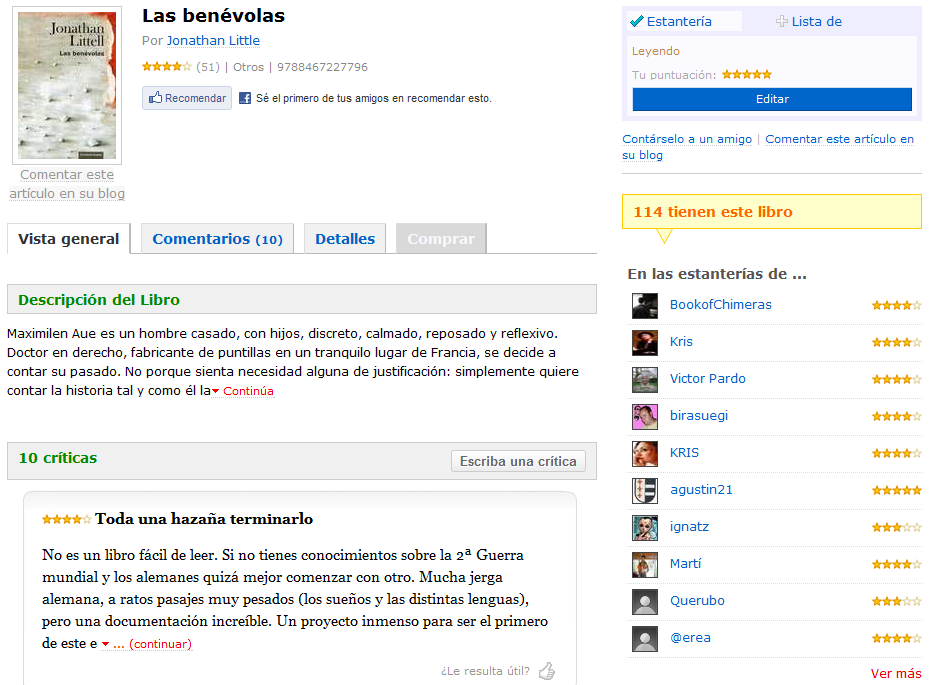 Jonathan
Littell
Las benévolas
Comentar este
artículo en su blog
Las benévolas
Por Jonathan Little
(51) | Otros | 9788467227796
Recomendar
Sé el primero de tus amigos en recomendar esto.
Vista general
Comentarios (10)
Detalles
Comprar
Descripción del Libro
Maximilen Aue es un hombre casado, con hijos, discreto, calmado, reposado y reflexivo.
Doctor en derecho, fabricante de puntillas en un tranquilo lugar de Francia, se decide a
contar su pasado. No porque sienta necesidad alguna de justificación: simplemente quiere
contar la historia tal y como él la Continúa
10 críticas
Escriba una crítica
Toda una hazaña terminarlo
No es un libro fácil de leer. Si no tienes conocimientos sobre la 2ª Guerra
mundial y los alemanes quizá mejor comenzar con otro. Mucha jerga
alemana, a ratos pasajes muy pesados (los sueños y las distintas lenguas),
pero una documentación increíble. Un proyecto inmenso para ser el primero
de este e ... (continuar)
¿Le resulta útil?
Estantería
Lista de
Leyendo
Tu puntuación:
Editar
Contárselo a un amigo | Comentar este artículo en
su blog
114 tienen este libro
En las estanterías de ...
BookofChimeras
Kris
Victor Pardo
birasuegi
KRIS
agustin21
ignatz
Martí
Querubo
@erea
Ver más